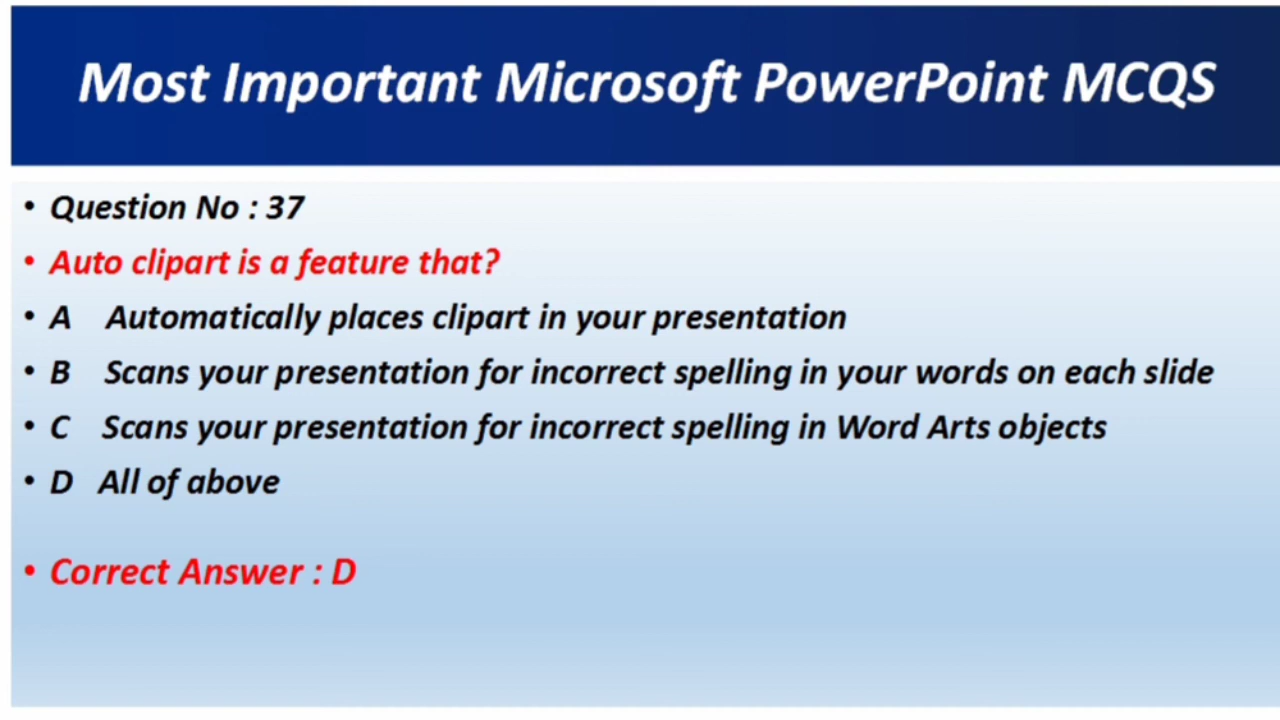 Most Important Microsoft PowerPoint MCQS
• Question No : 37
• Auto clipart is a feature that?
• A Automatically places clipart in your presentation
• B Scans your presentation for incorrect spelling in your words on each slide
• C Scans your presentation for incorrect spelling in Word Arts objects
• D All of above
• Correct Answer : D